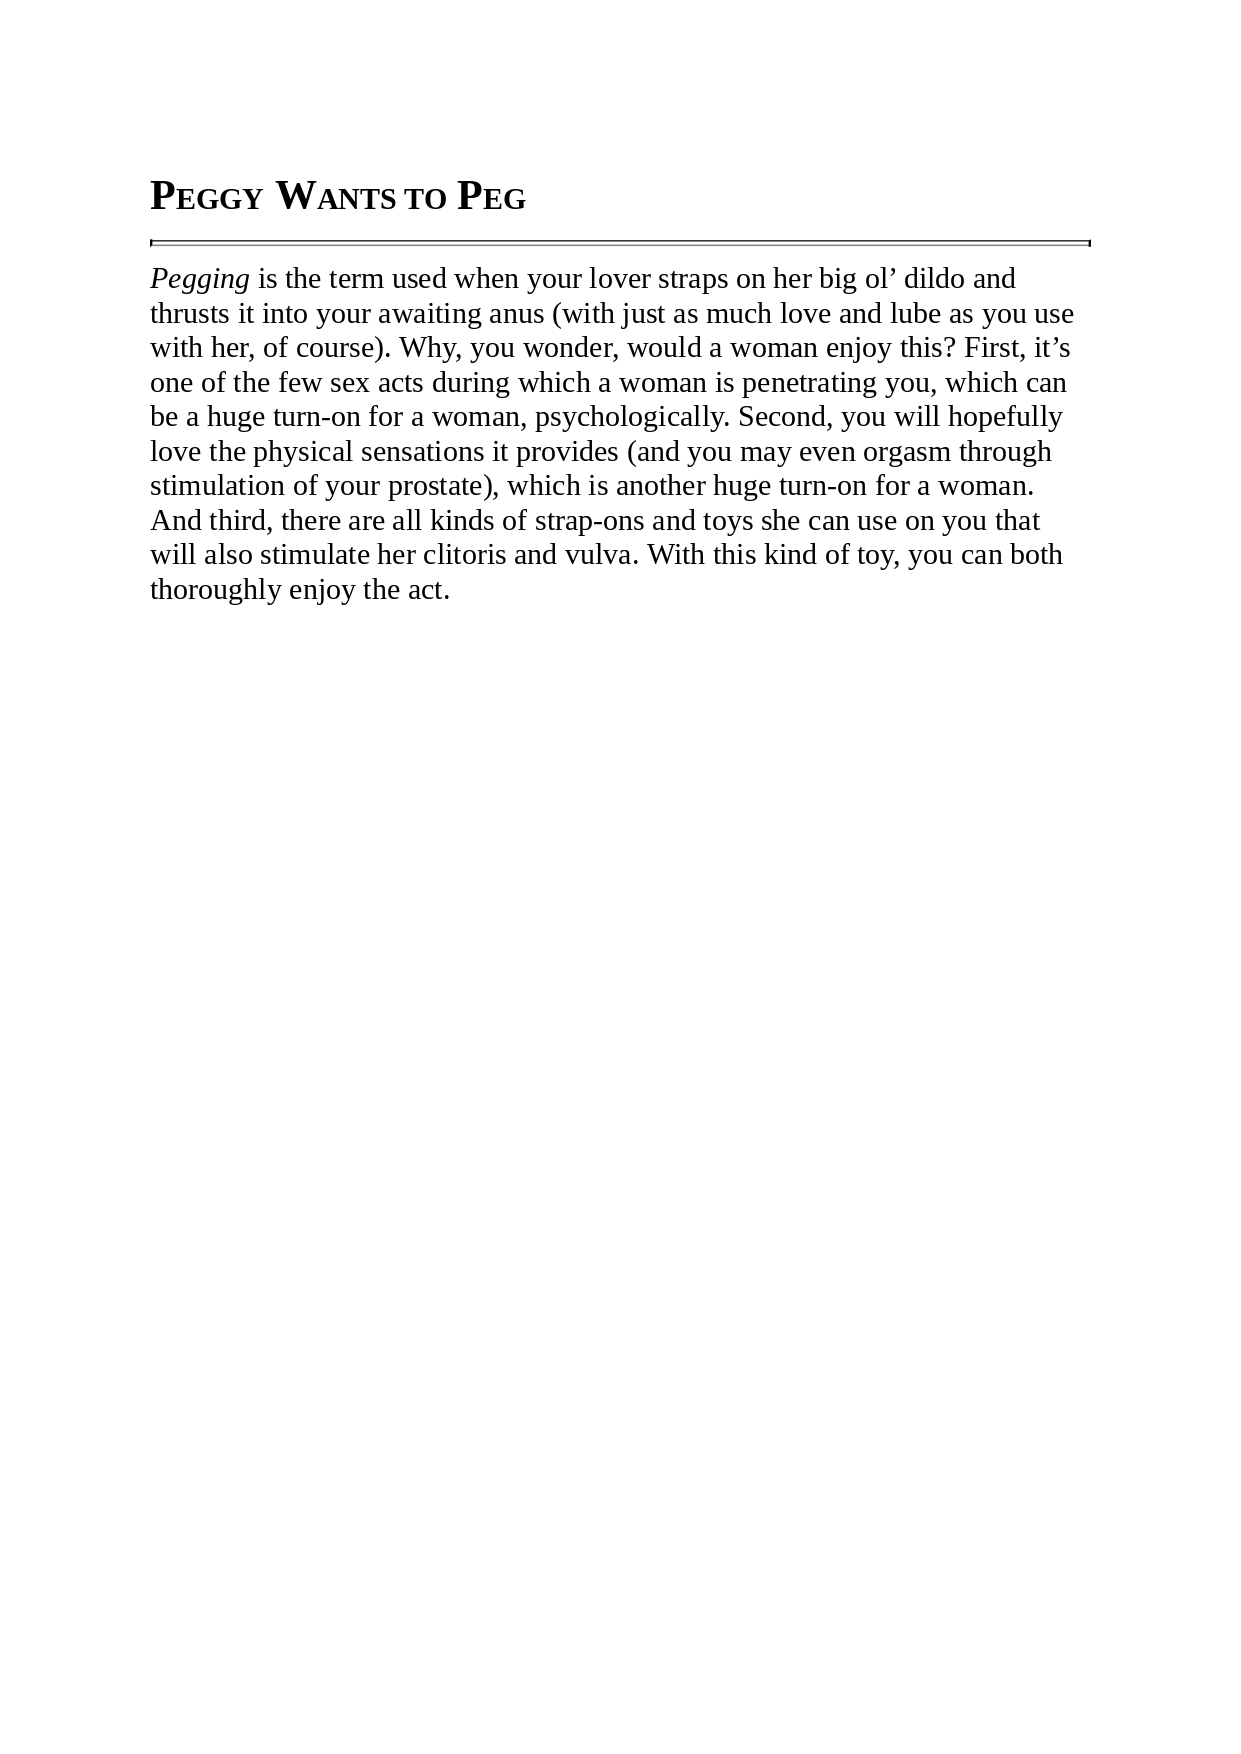 Peggy Wants to Peg
Pegging is the term used when your lover straps on her big ol’ dildo and
thrusts it into your awaiting anus (with just as much love and lube as you use
with her, of course). Why, you wonder, would a woman enjoy this? First, it’s
one of the few sex acts during which a woman is penetrating you, which can
be a huge turn-on for a woman, psychologically. Second, you will hopefully
love the physical sensations it provides (and you may even orgasm through
stimulation of your prostate), which is another huge turn-on for a woman.
And third, there are all kinds of strap-ons and toys she can use on you that
will also stimulate her clitoris and vulva. With this kind of toy, you can both
thoroughly enjoy the act.